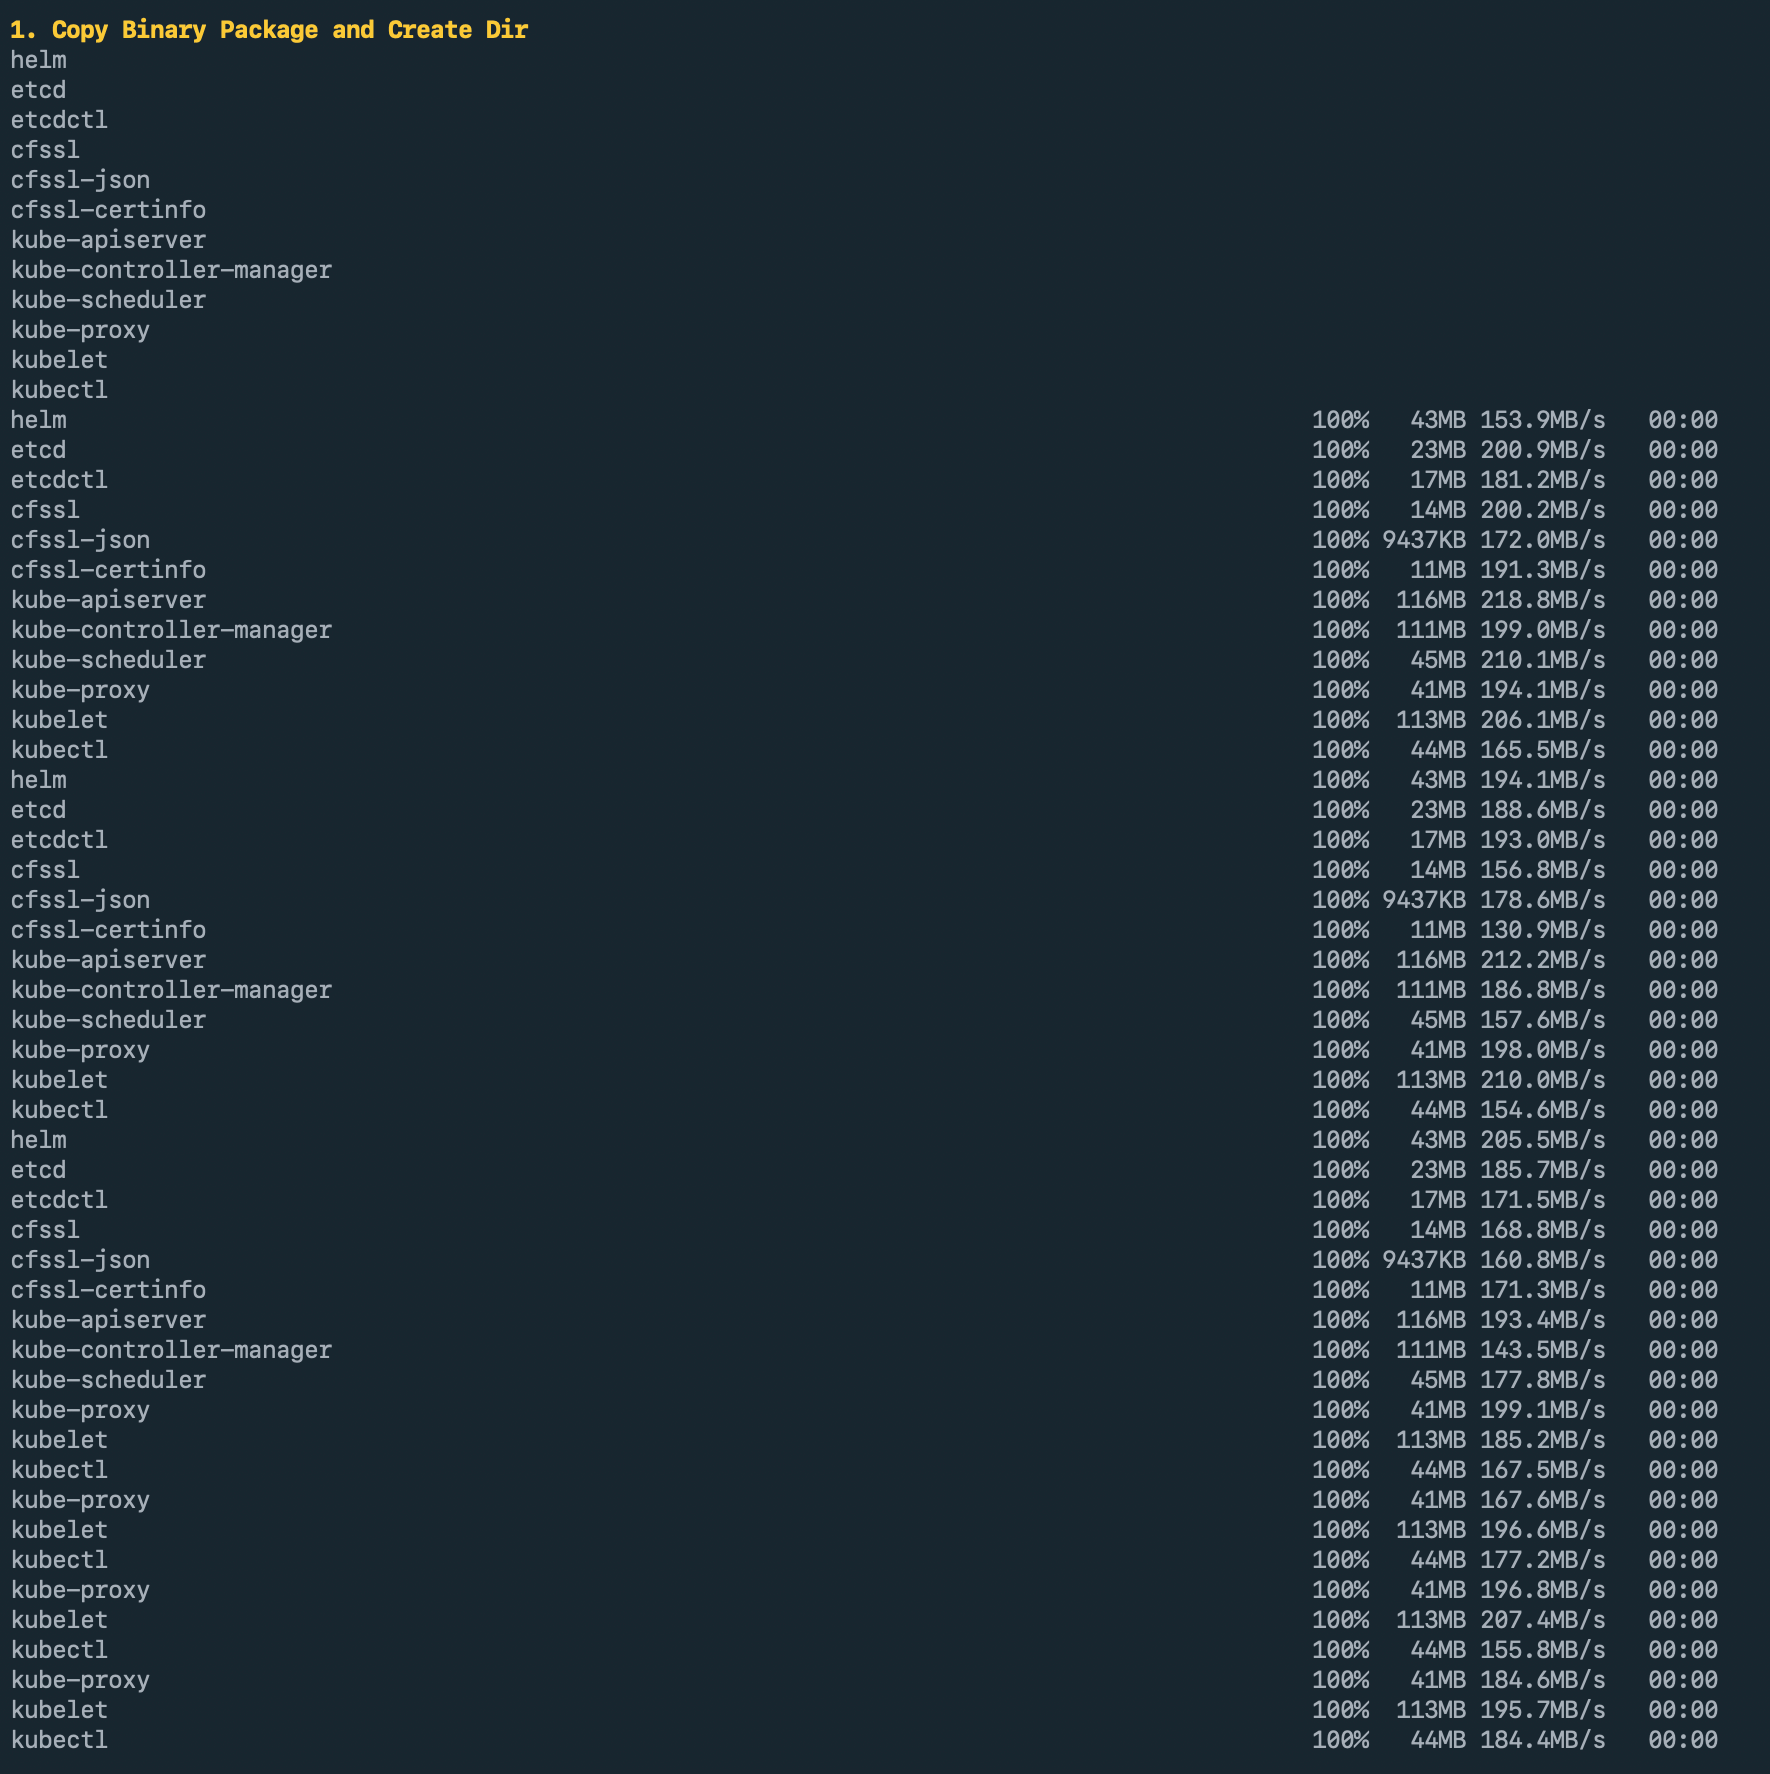 1. Copy Binary Package and Create Dir
helm
etcd
etcdctl
cfssl
cfssl-json
cfssl-certinfo
kube-apiserver
kube-controller-manager
kube-scheduler
kube-proxy
kubelet
kubectl
helm 100% 43MB 153.9MB/s 00:00
etcd 100% 23MB 200.9MB/s 00:00
etcdctl 100% 17MB 181.2MB/s 00:00
cfssl 100% 14MB 200.2MB/s 00:00
cfssl-json 100% 9437KB 172.0MB/s 00:00
cfssl-certinfo 100% 11MB 191.3MB/s 00:00
kube-apiserver 100% 116MB 218.8MB/s 00:00
kube-controller-manager 100% 111MB 199.0MB/s 00:00
kube-scheduler 100% 45MB 210.1MB/s 00:00
kube-proxy 100% 41MB 194.1MB/s 00:00
kubelet 100% 113MB 206.1MB/s 00:00
kubectl 100% 44MB 165.5MB/s 00:00
helm 100% 43MB 194.1MB/s 00:00
etcd 100% 23MB 188.6MB/s 00:00
etcdctl 100% 17MB 193.0MB/s 00:00
cfssl 100% 14MB 156.8MB/s 00:00
cfssl-json 100% 9437KB 178.6MB/s 00:00
cfssl-certinfo 100% 11MB 130.9MB/s 00:00
kube-apiserver 100% 116MB 212.2MB/s 00:00
kube-controller-manager 100% 111MB 186.8MB/s 00:00
kube-scheduler 100% 45MB 157.6MB/s 00:00
kube-proxy 100% 41MB 198.0MB/s 00:00
kubelet 100% 113MB 210.0MB/s 00:00
kubectl 100% 44MB 154.6MB/s 00:00
helm 100% 43MB 205.5MB/s 00:00
etcd 100% 23MB 185.7MB/s 00:00
etcdctl 100% 17MB 171.5MB/s 00:00
cfssl 100% 14MB 168.8MB/s 00:00
cfssl-json 100% 9437KB 160.8MB/s 00:00
cfssl-certinfo 100% 11MB 171.3MB/s 00:00
kube-apiserver 100% 116MB 193.4MB/s 00:00
kube-controller-manager 100% 111MB 143.5MB/s 00:00
kube-scheduler 100% 45MB 177.8MB/s 00:00
kube-proxy 100% 41MB 199.1MB/s 00:00
kubelet 100% 113MB 185.2MB/s 00:00
kubectl 100% 44MB 167.5MB/s 00:00
kube-proxy 100% 41MB 167.6MB/s 00:00
kubelet 100% 113MB 196.6MB/s 00:00
kubectl 100% 44MB 177.2MB/s 00:00
kube-proxy 100% 41MB 196.8MB/s 00:00
kubelet 100% 113MB 207.4MB/s 00:00
kubectl 100% 44MB 155.8MB/s 00:00
kube-proxy 100% 41MB 184.6MB/s 00:00
kubelet 100% 113MB 195.7MB/s 00:00
kubectl 100% 44MB 184.4MB/s 00:00